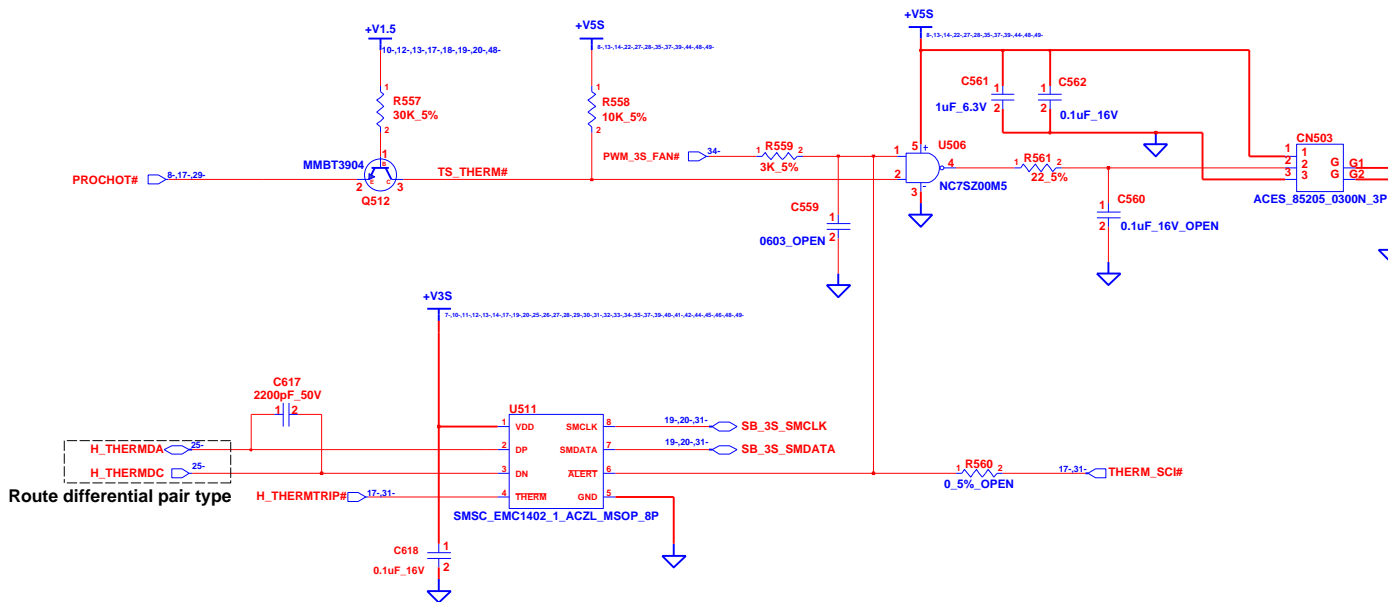 +V1.5
10-,12-,13-,17-,18-,19-,20-,48-
1
R557
30K_5%
2
MMBT3904
1
B
E
C
2
3
Q512
PROCHOT#
8-,17-,29-
TS_THERM#
+V5S
8-,13-,14-,22-,27-,28-,35,37-,39-,44-,48-,49-
1
R558
10K_5%
2
PWM_3S_FAN#
34-
R559
1
2
3K_5%
C559
1
2
0603_OPEN
+V5S
8-,13-,14-,22-,27-,28-,35,37-,39-,44-,48-,49-
5
+
U506
1
2
4
-
3
NC7SZ00M5
C561
1
2
1uF_6.3V
C562
1
2
0.1uF_16V
R561
1
2
22_5%
C560
1
2
0.1uF_16V_OPEN
CN503
1
2
3
1
2
3
G
G
G1
G2
ACES_85205_0300N_3P
+V3S
7-,10-,11-,12-,13-,14-,17-,19-,20-,25-,26-,27-,28-,29-,30-,31-,32-,33-,34-,35-,37-,39-,40-,41-,42-,44-,45-,46-,48-,49-
C617
2200pF_50V
1
2
H_THERMDA
25-
H_THERMDC
25-
Route differential pair type
H_THERMTRIP#
17-,31-
U511
1
VDD
SMCLK
8
2
DP
SMDATA
7
3
DN
ALERT
6
4
THERM
GND
5
SMSC_EMC1402_1_ACZL_MSOP_8P
19-,20-,31-
SB_3S_SMCLK
19-,20-,31-
SB_3S_SMDATA
R560
1
2
0_5%_OPEN
17-,31-
THERM_SCI#
C618
1
2
0.1uF_16V